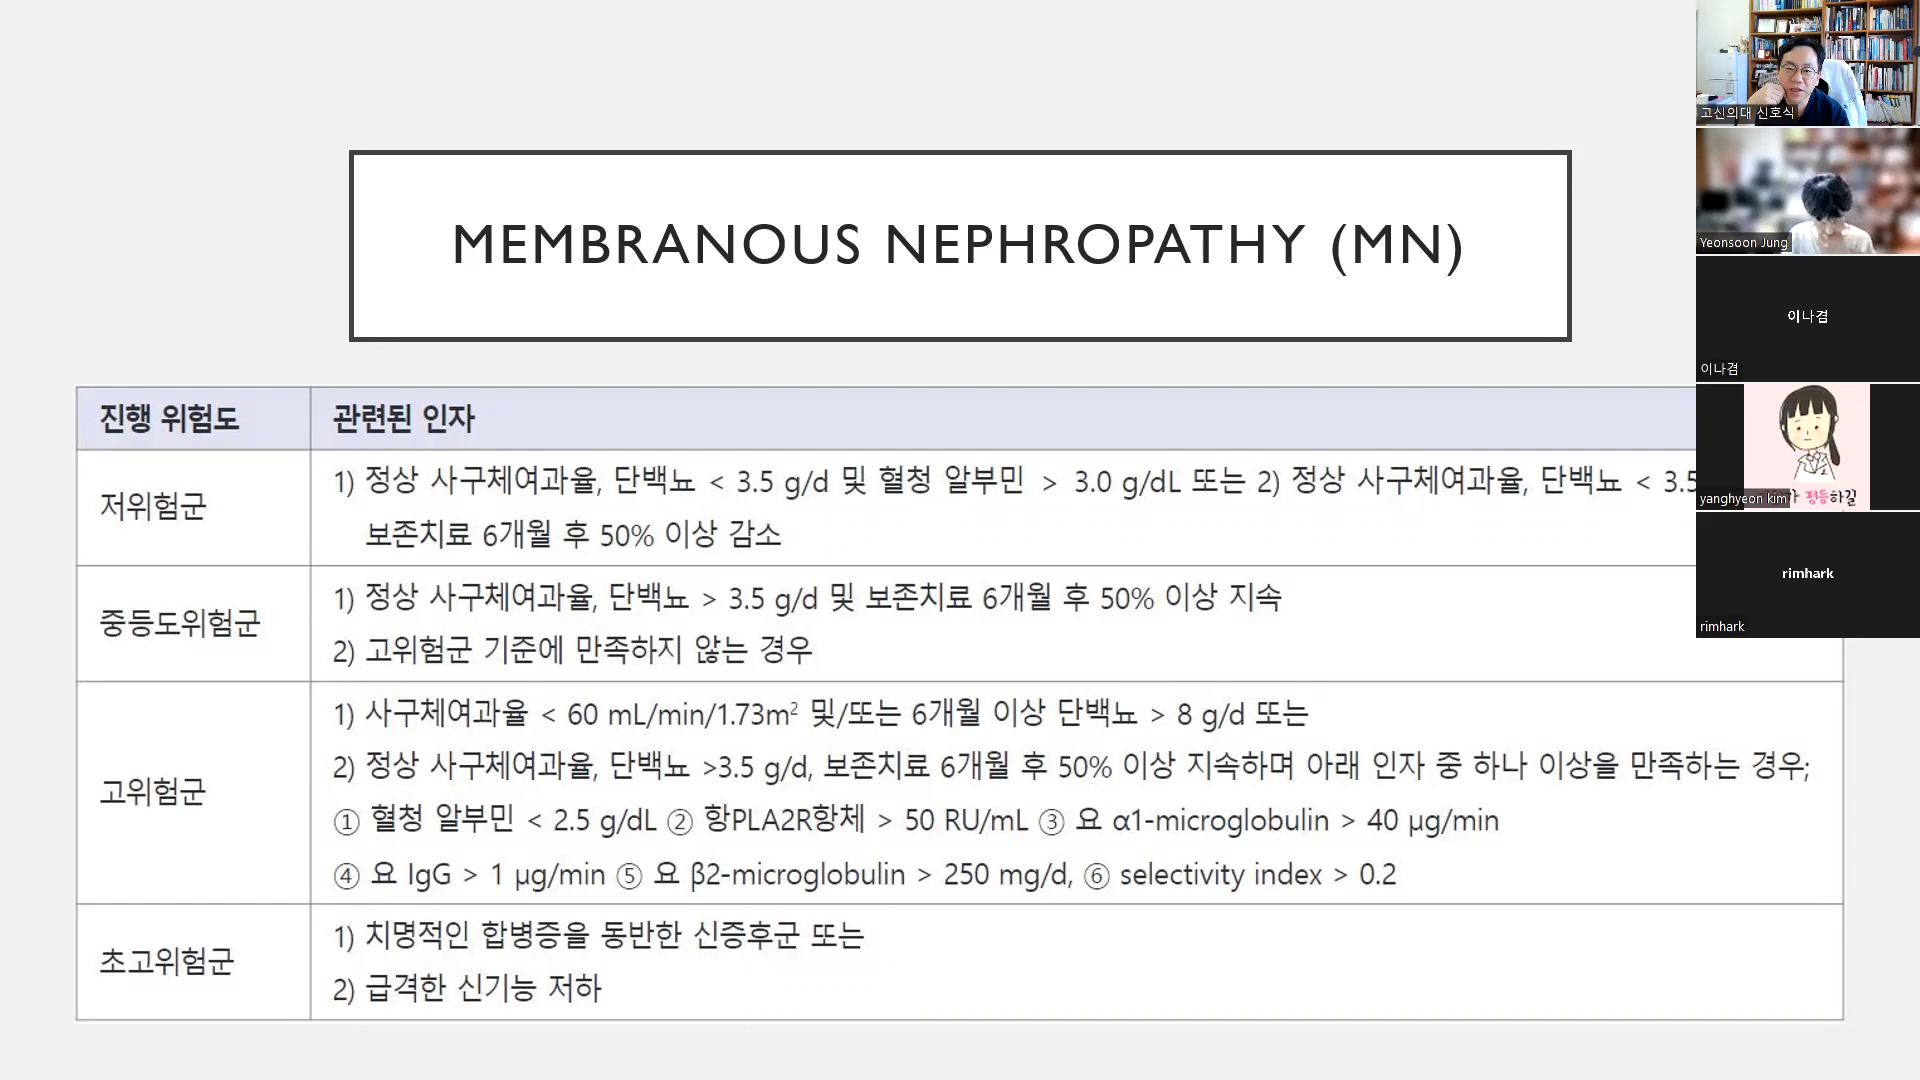 MEMBRANOUS NEPHROPATHY (MN)
진행 위험도
관련된 인자
저위험군
1) 정상 사구체여과율, 단백뇨 < 3.5 g/d 및 혈청 알부민 > 3.0 g/dL 또는 2) 정상 사구체여과율, 단백뇨 < 3.5
보존치료 6개월 후 50% 이상 감소
중등도위험군
1) 정상 사구체여과율, 단백뇨 > 3.5 g/d 및 보존치료 6개월 후 50% 이상 지속
2) 고위험군 기준에 만족하지 않는 경우
고위험군
1) 사구체여과율 < 60 mL/min/1.73m² 및/또는 6개월 이상 단백뇨 > 8 g/d 또는
2) 정상 사구체여과율, 단백뇨 >3.5 g/d, 보존치료 6개월 후 50% 이상 지속하며 아래 인자 중 하나 이상을 만족하는 경우;
① 혈청 알부민 < 2.5 g/dL ② 항PLA2R항체 > 50 RU/mL ③ 요 α1-microglobulin > 40 μg/min
④ 요 IgG > 1 μg/min ⑤ 요 β2-microglobulin > 250 mg/d, ⑥ selectivity index > 0.2
초고위험군
1) 치명적인 합병증을 동반한 신증후군 또는
2) 급격한 신기능 저하
고신의대 신호식
Yeonsoon Jung
이나겸
이나겸
yanghyeon kim
평등하길
rimhark
rimhark